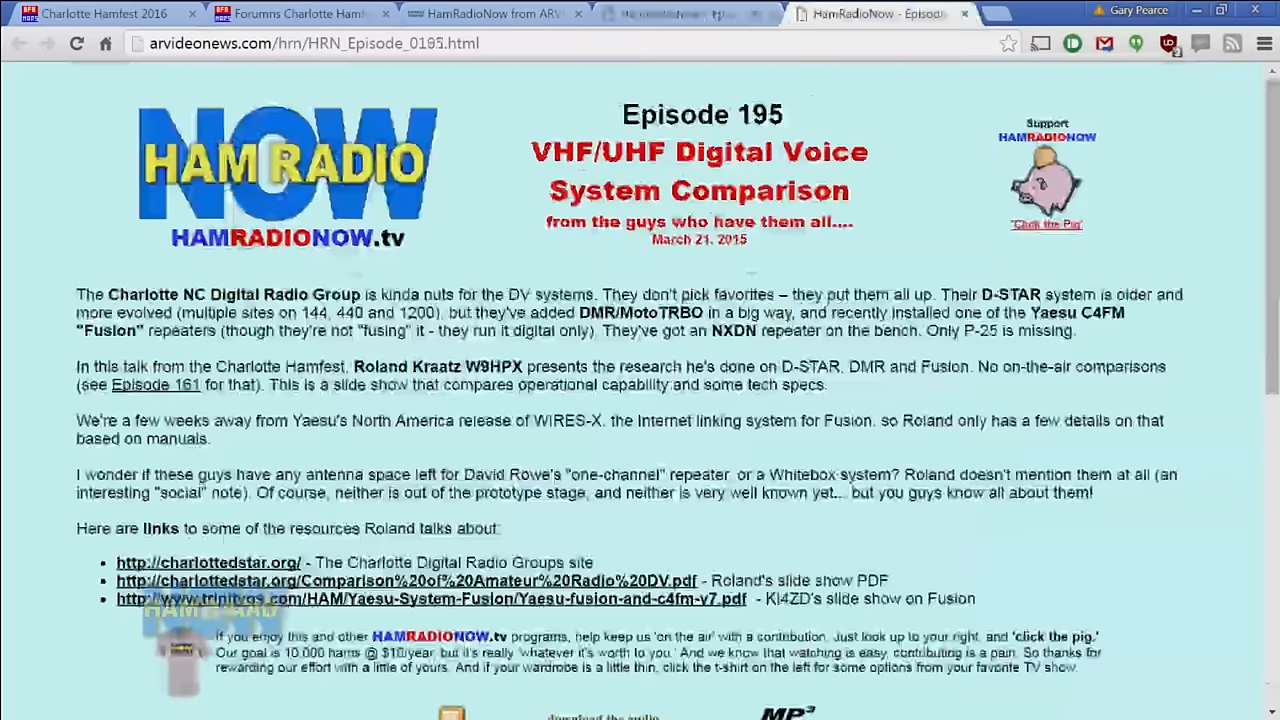 Charlotte Hamfest 2016
Forumns Charlotte Hamf
HamRadioNow from ARV
HamRadioNow - Episod
Gary Pearce
arvideonews.com/hrn/HRN_Episode_0195.html
NOW
HAM RADIO
HAMRADIONOW.tv
Episode 195
VHF/UHF Digital Voice
System Comparison
from the guys who have them all....
March 21, 2015
Support
HAMRADIONOW
"Click the Pig"
The Charlotte NC Digital Radio Group is kinda nuts for the DV systems. They don't pick favorites – they put them all up. Their D-STAR system is older and
more evolved (multiple sites on 144, 440 and 1200), but they've added DMR/MotoTRBO in a big way, and recently installed one of the Yaesu C4FM
"Fusion" repeaters (though they're not "fusing" it - they run it digital only). They've got an NXDN repeater on the bench. Only P-25 is missing.
In this talk from the Charlotte Hamfest, Roland Kraatz W9HPX presents the research he's done on D-STAR, DMR and Fusion. No on-the-air comparisons
(see Episode 161 for that). This is a slide show that compares operational capability and some tech specs.
We're a few weeks away from Yaesu's North America release of WIRES-X, the Internet linking system for Fusion, so Roland only has a few details on that
based on manuals.
I wonder if these guys have any antenna space left for David Rowe's "one-channel" repeater, or a Whitebox system? Roland doesn't mention them at all (an
interesting "social" note). Of course, neither is out of the prototype stage, and neither is very well known yet... but you guys know all about them!
Here are links to some of the resources Roland talks about:
• http://charlottedstar.org/ - The Charlotte Digital Radio Groups site
• http://charlottedstar.org/Comparison%20of%20Amateur%20Radio%20DV.pdf - Roland's slide show PDF
• http://www.trinityos.com/HAM/Yaesu-System-Fusion/Yaesu-fusion-and-c4fm-v7.pdf - KI4ZD's slide show on Fusion
If you enjoy this and other HAMRADIONOW.tv programs, help keep us 'on the air' with a contribution. Just look up to your right, and 'click the pig.'
Our goal is 10,000 hams @ $10/year, but it's really 'whatever it's worth to you.' And we know that watching is easy, contributing is a pain. So thanks for
rewarding our effort with a little of yours. And if your wardrobe is a little thin, click the t-shirt on the left for some options from your favorite TV show.
download the audio
MP3